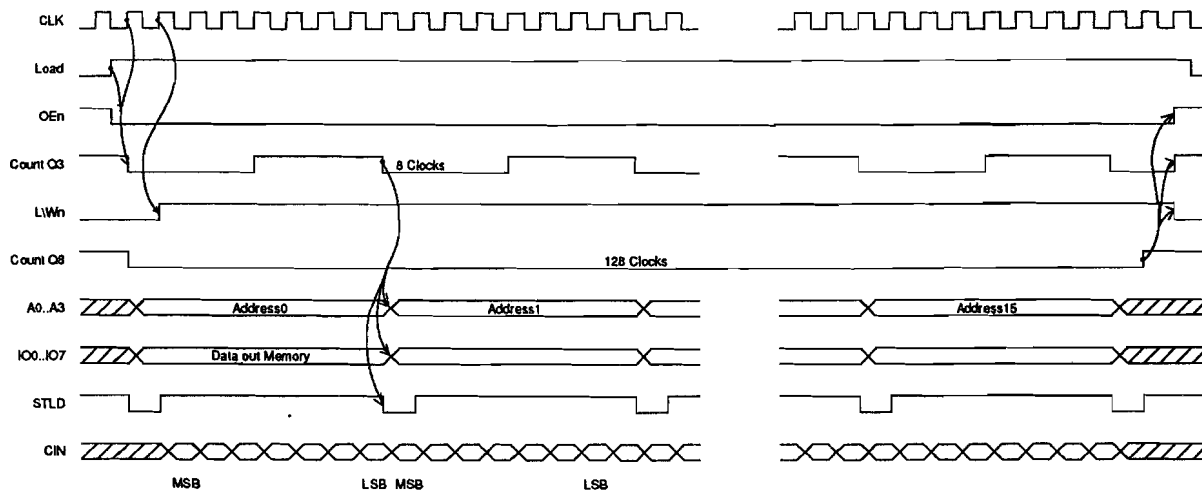 CLK
Load
OEn
Count Q3
8 Clocks
L\Wn
Count Q8
128 Clocks
A0..A3
Address0
Address1
Address15
IO0..IO7
Data out Memory
STLD
CIN
MSB
LSB
MSB
LSB